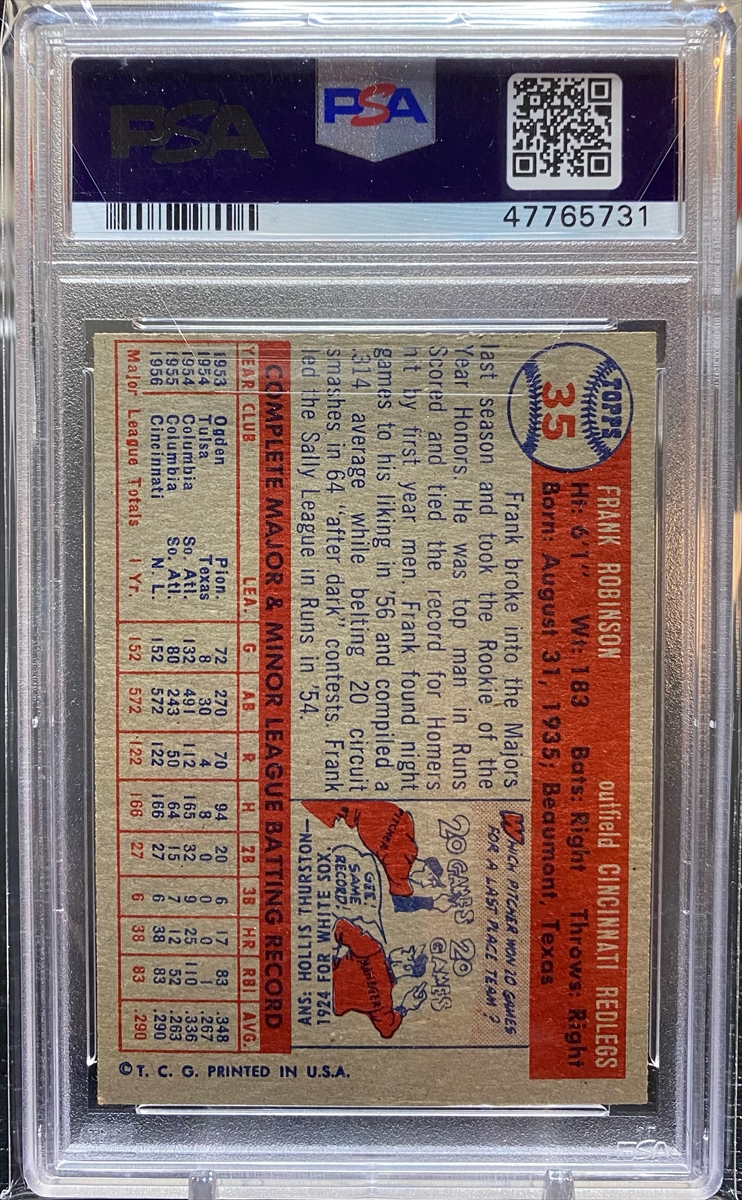 PSA
PSA
47765731
TOPPS
35
FRANK ROBINSON
outfield CINCINNATI REDLEGS
Ht: 6'1" Wt: 183 Bats: Right Throws: Right
Born: August 31, 1935; Beaumont, Texas
Frank broke into the Majors
last season and took the Rookie of the
Year Honors. He was top man in Runs
Scored and tied the record for Homers
hit by first year men. Frank found night
games to his liking in '56 and compiled a
.314 average while belting 20 circuit
smashes in 64 "after dark" contests. Frank
led the Sally League in Runs in '54.
WHICH PITCHER WON 20 GAMES
FOR A LAST PLACE TEAM?
20 GAMES
20 GAMES
PITCHER
GEE,
SAME
RECORD!
MANAGER
ANS: HOLLIS THURSTON—
1924 WHITE SOX.
COMPLETE MAJOR & MINOR LEAGUE BATTING RECORD
YEAR CLUB LEA. G AB R H 2B 3B HR RBI AVG.
1953 Ogden Pion. 72 270 70 94 20 6 17 83 .348
1954 Tulsa Texas 8 30 4 8 0 0 0 1 .267
1954 Columbia So. Atl. 132 491 112 165 32 9 25 110 .336
1955 Columbia So. Atl. 80 243 50 64 15 7 12 52 .263
1956 Cincinnati N. L. 152 572 122 166 27 6 38 83 .290
Major League Totals 1 Yr. 152 572 122 166 27 6 38 83 .290
©T. C. G. PRINTED IN U.S.A.
PSA